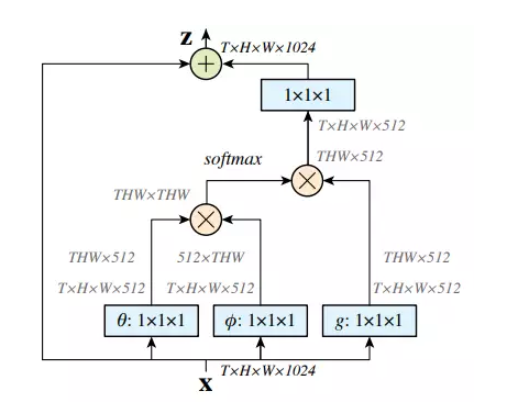 z
T×H×W×1024
+
1×1×1
T×H×W×512
softmax
THW×512
×
THW×THW
×
THW×512 512×THW THW×512
T×H×W×512 T×H×W×512 T×H×W×512
θ: 1×1×1 ϕ: 1×1×1 g: 1×1×1
T×H×W×1024
x